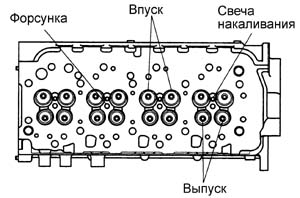 Форсунка
Впуск
Свеча
накаливания
Выпуск